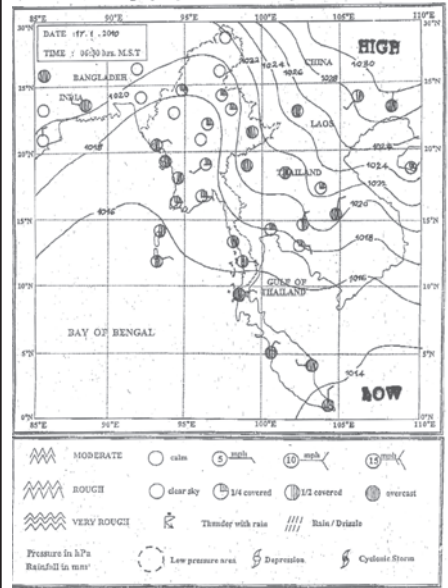 85°E 90°E 95°E 100°E 105°E 110°E
30°N
DATE : 17.1.2010
TIME : 06:30 hrs. M.S.T
HIGH
CHINA
1022
1024
1026
1028
1030
BANGLADEH
25°N
INDIA
1020
LAOS
1018
20°N
THAILAND
1024
1022
1020
15°N
1016
1018
10°N
GULF OF
THAILAND
1016
BAY OF BENGAL
5°N
1014
LOW
0°N
85°E 90°E 95°E 100°E 105°E 110°E
MODERATE calm 5 mph 10 mph 15 mph
ROUGH clear sky 1/4 covered 1/2 covered overcast
VERY ROUGH Thunder with rain Rain / Drizzle
Pressure in hPa
Rainfall in mm
Low pressure area Depression Cyclonic Storm